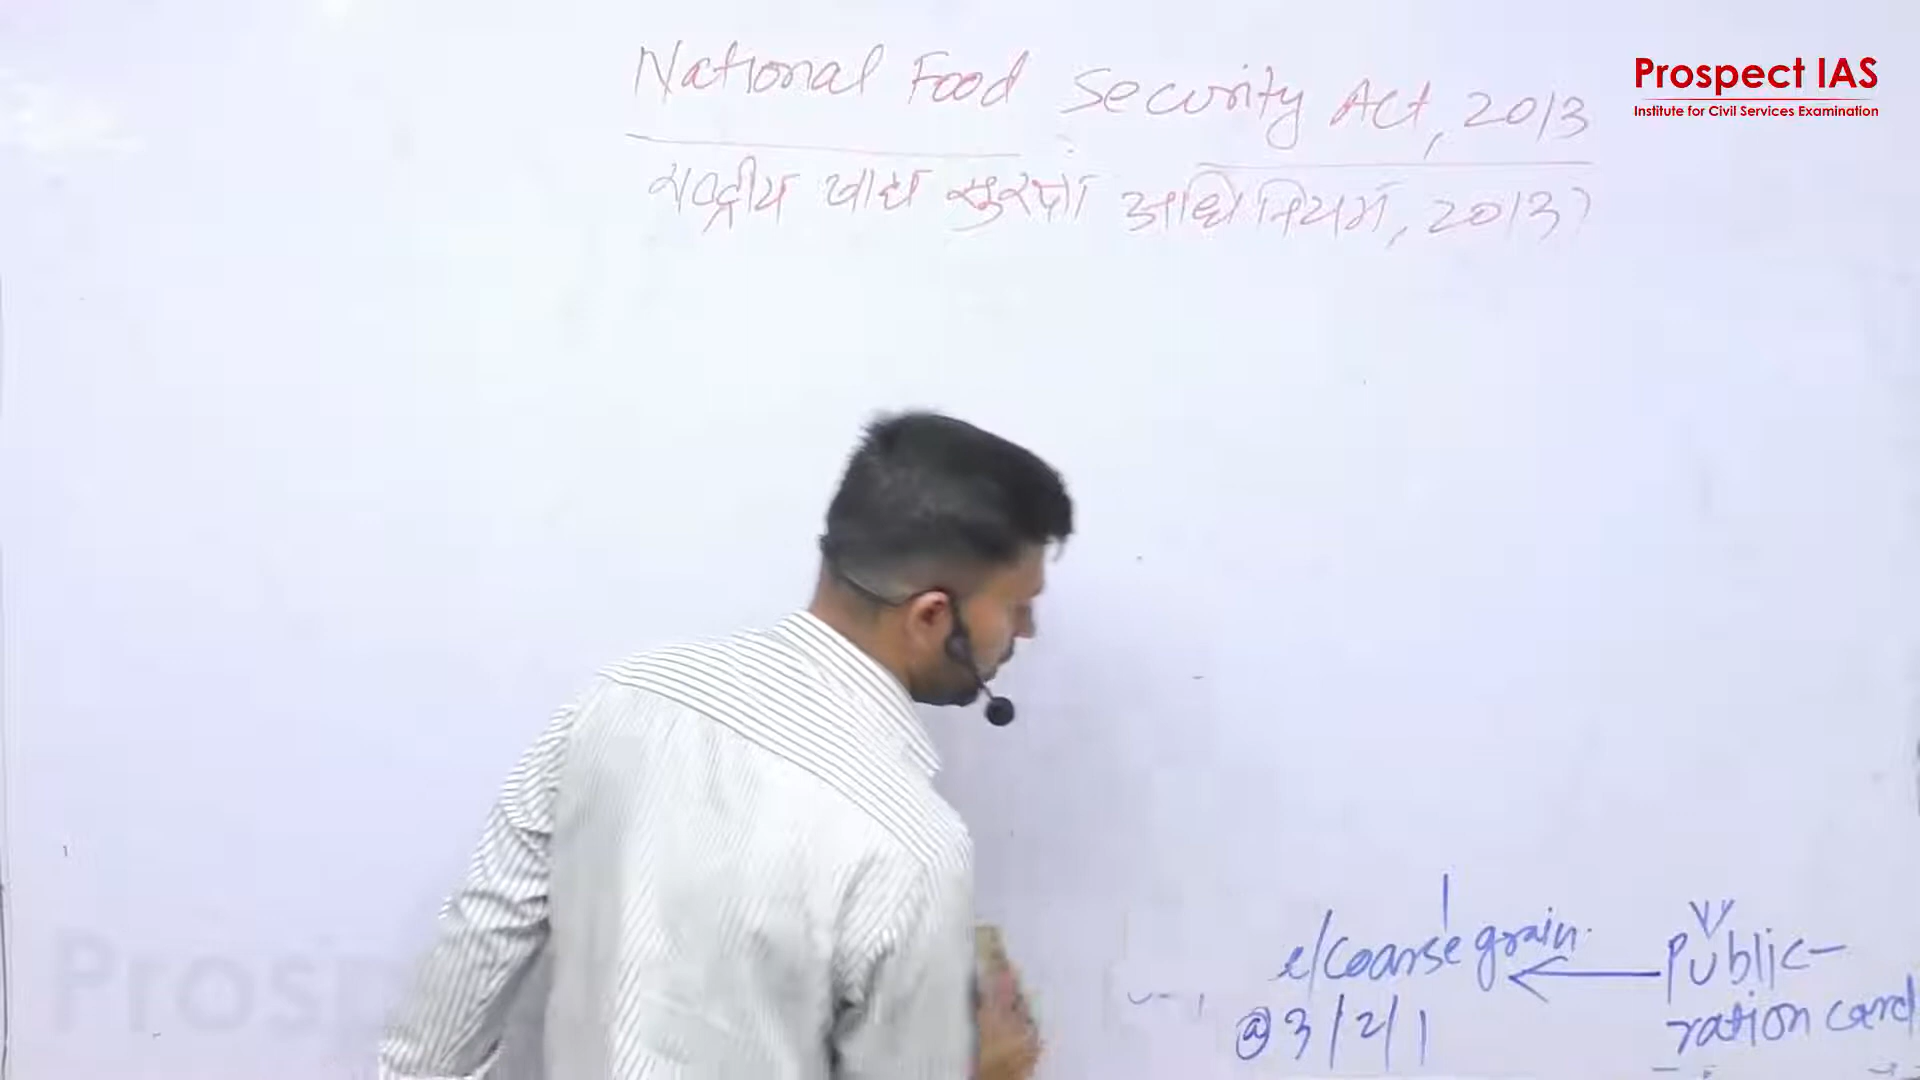 National Food Security Act, 2013
राष्ट्रीय खाद्य सुरक्षा अधिनियम, 2013
Prospect IAS
Institute for Civil Services Examination
e/coarse grain.
Public-
ration card
@ 3/2/1
Prosp